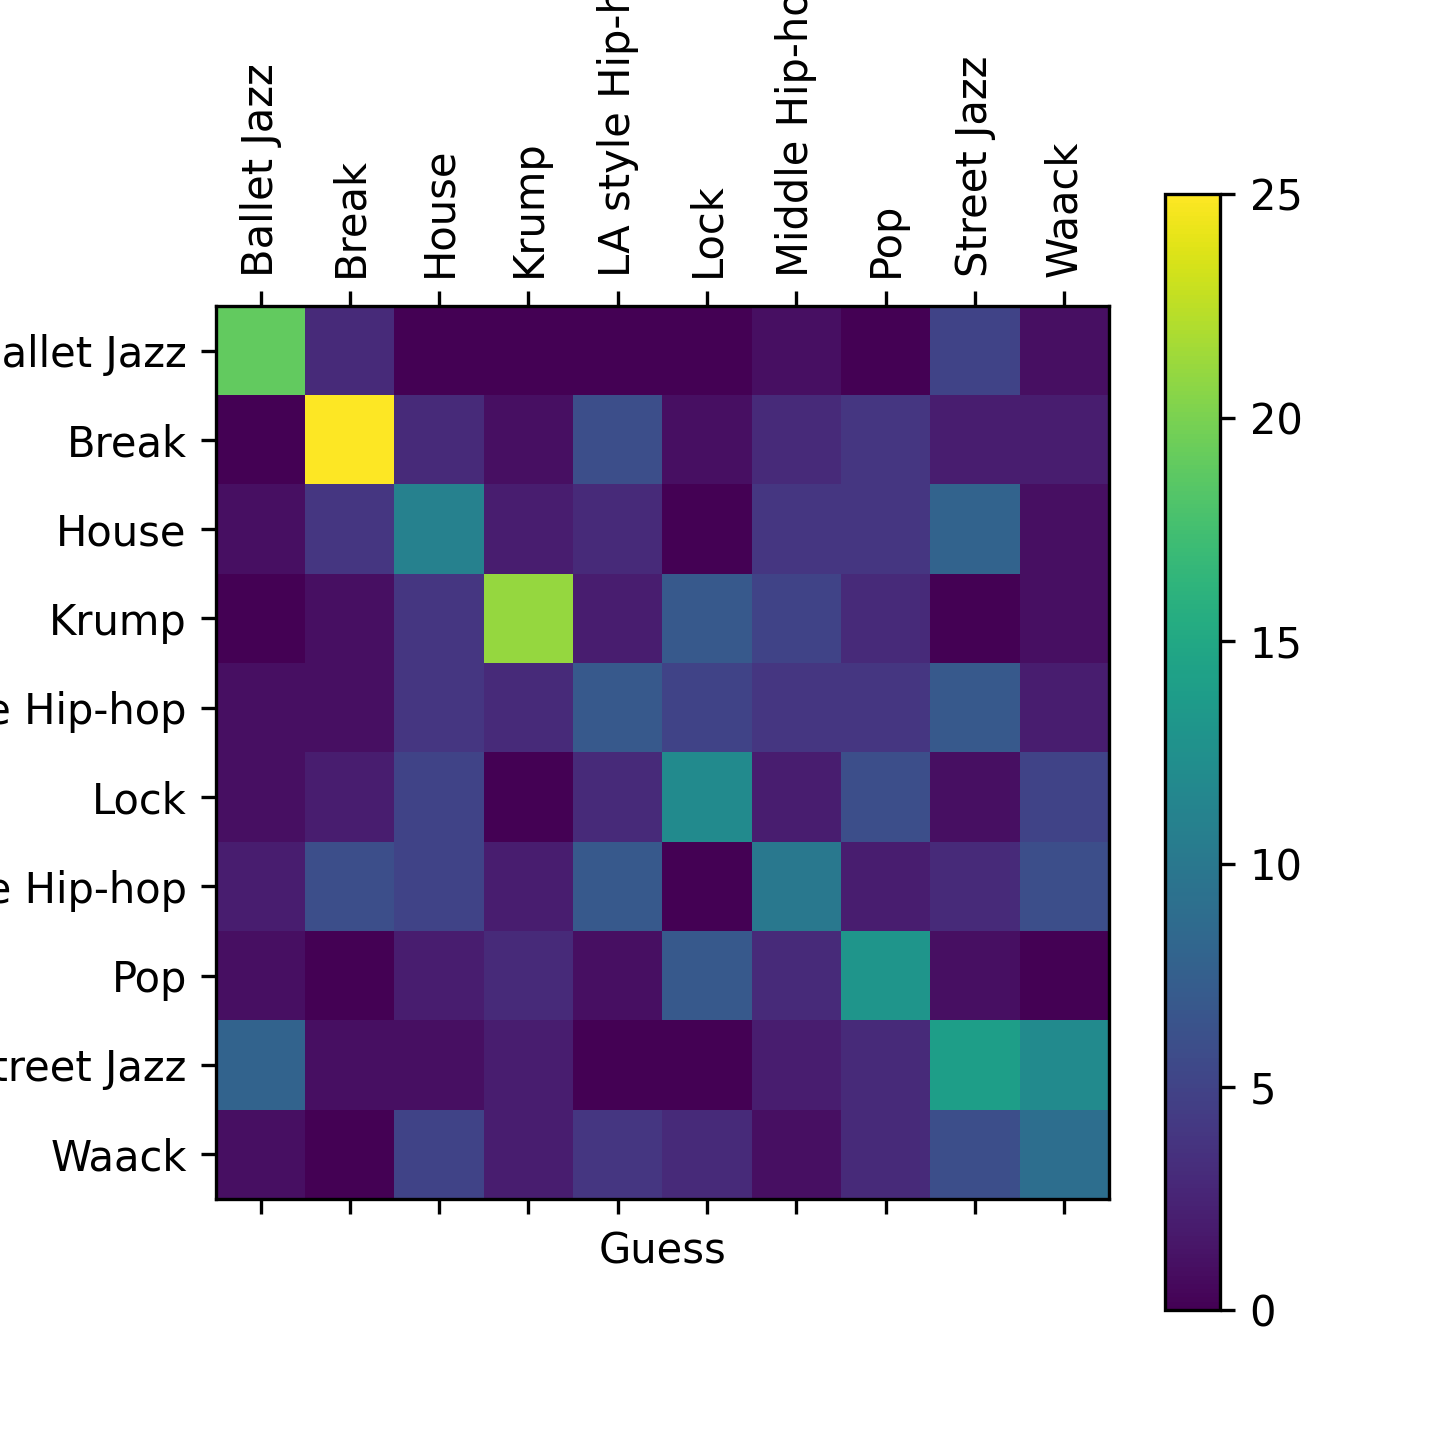 Ballet Jazz
Break
House
Krump
LA style Hip-h
Lock
Middle Hip-ho
Pop
Street Jazz
Waack
allet Jazz
Break
House
Krump
e Hip-hop
Lock
e Hip-hop
Pop
treet Jazz
Waack
Guess
25
20
15
10
5
0